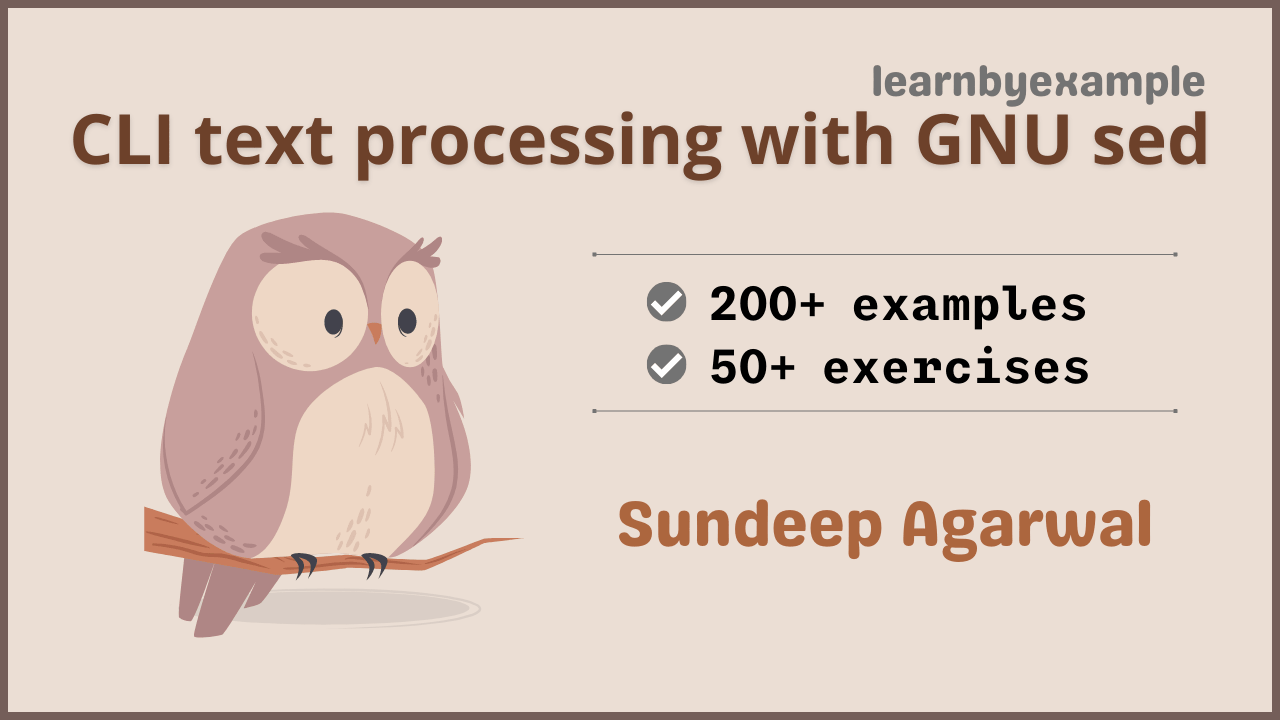 learnbyexample
CLI text processing with GNU sed
200+ examples
50+ exercises
Sundeep Agarwal